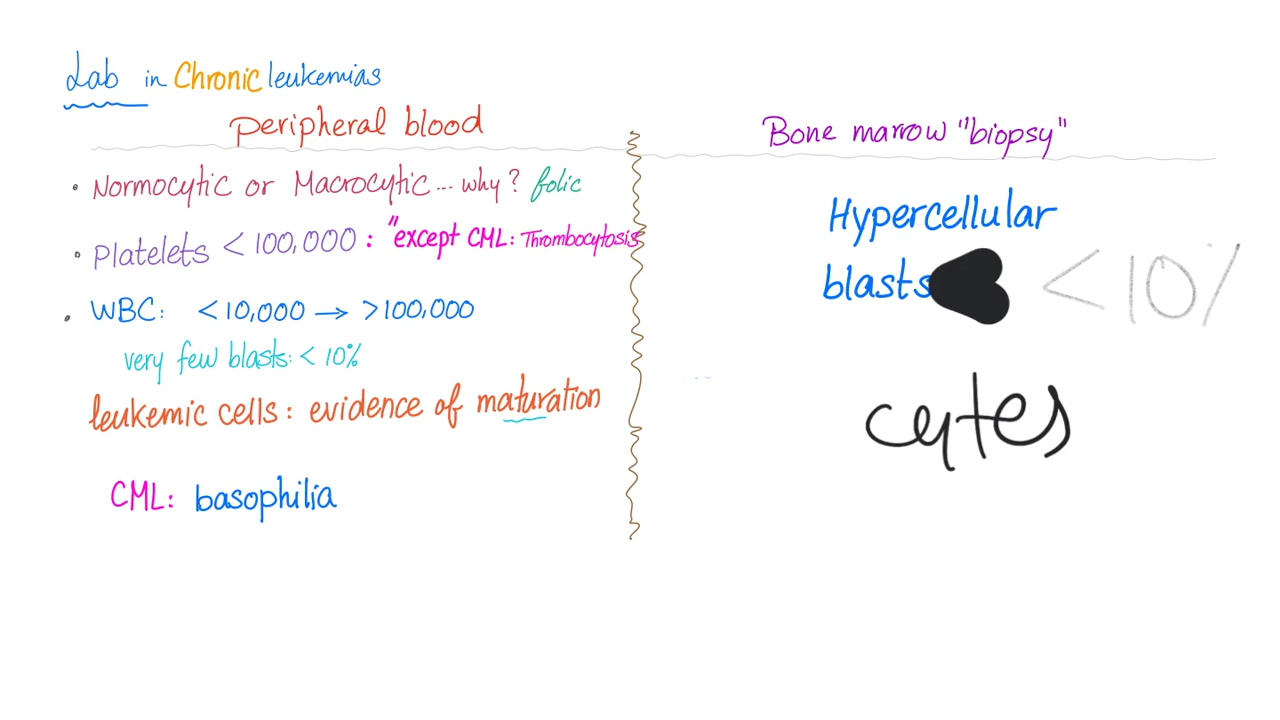 Lab in Chronic leukemias
Peripheral blood
• Normocytic or Macrocytic... why? folic
• Platelets < 100,000 : "except CML: Thrombocytosis
• WBC: < 10,000 → > 100,000
very few blasts: < 10%
leukemic cells: evidence of maturation
CML: basophilia
Bone marrow "biopsy"
Hypercellular
blasts < 10%
cytes